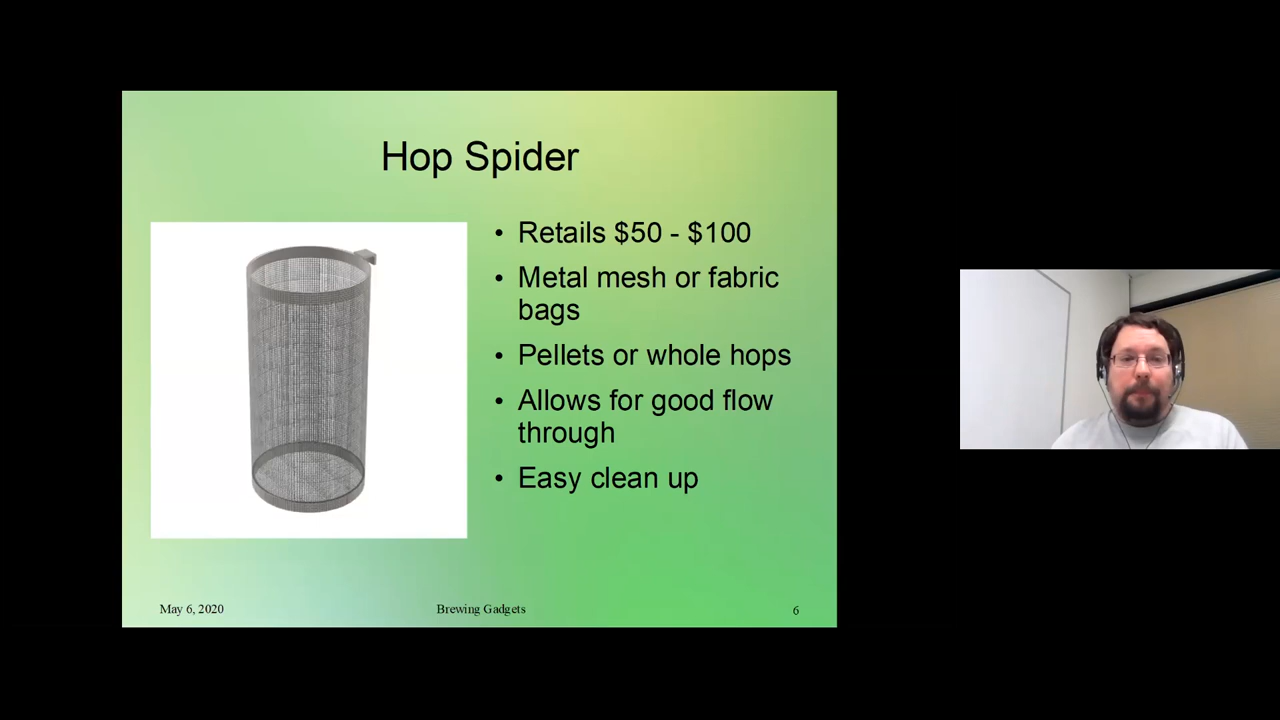 Hop Spider
• Retails $50 - $100
• Metal mesh or fabric
bags
• Pellets or whole hops
• Allows for good flow
through
• Easy clean up
May 6, 2020
Brewing Gadgets
6